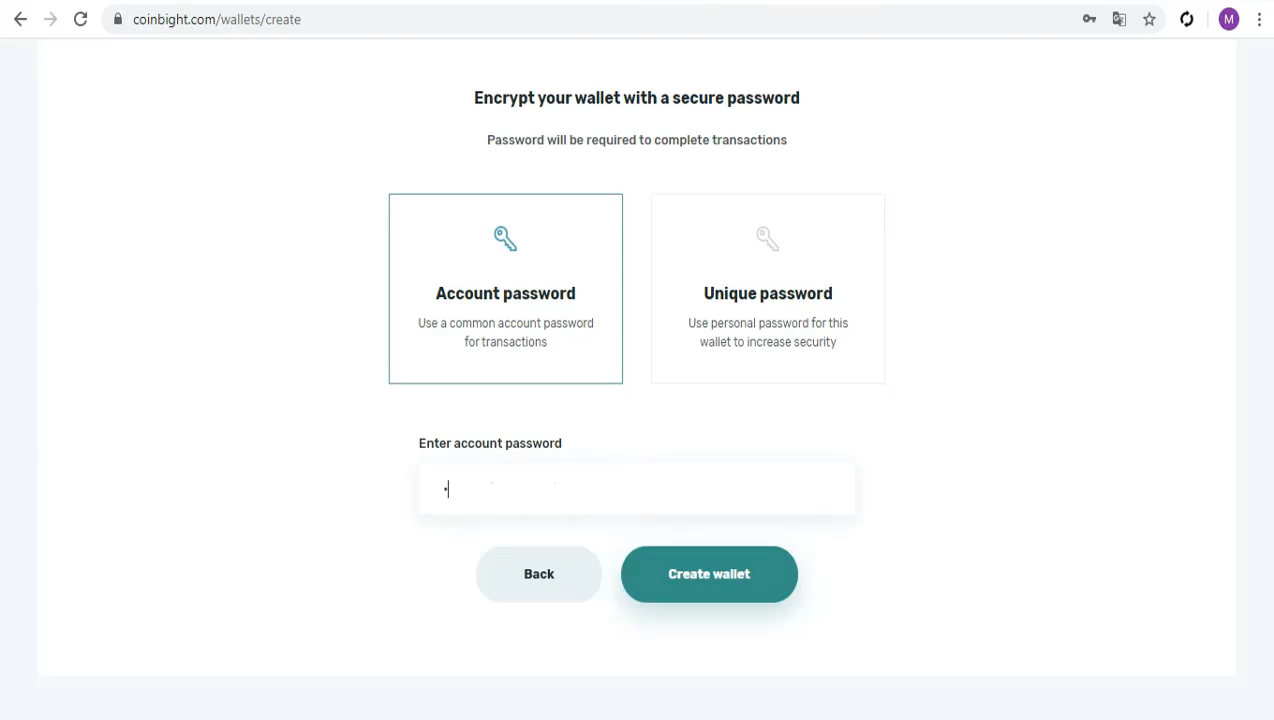 coinbight.com/wallets/create
M
Encrypt your wallet with a secure password
Password will be required to complete transactions
Account password
Use a common account password
for transactions
Unique password
Use personal password for this
wallet to increase security
Enter account password
Back
Create wallet